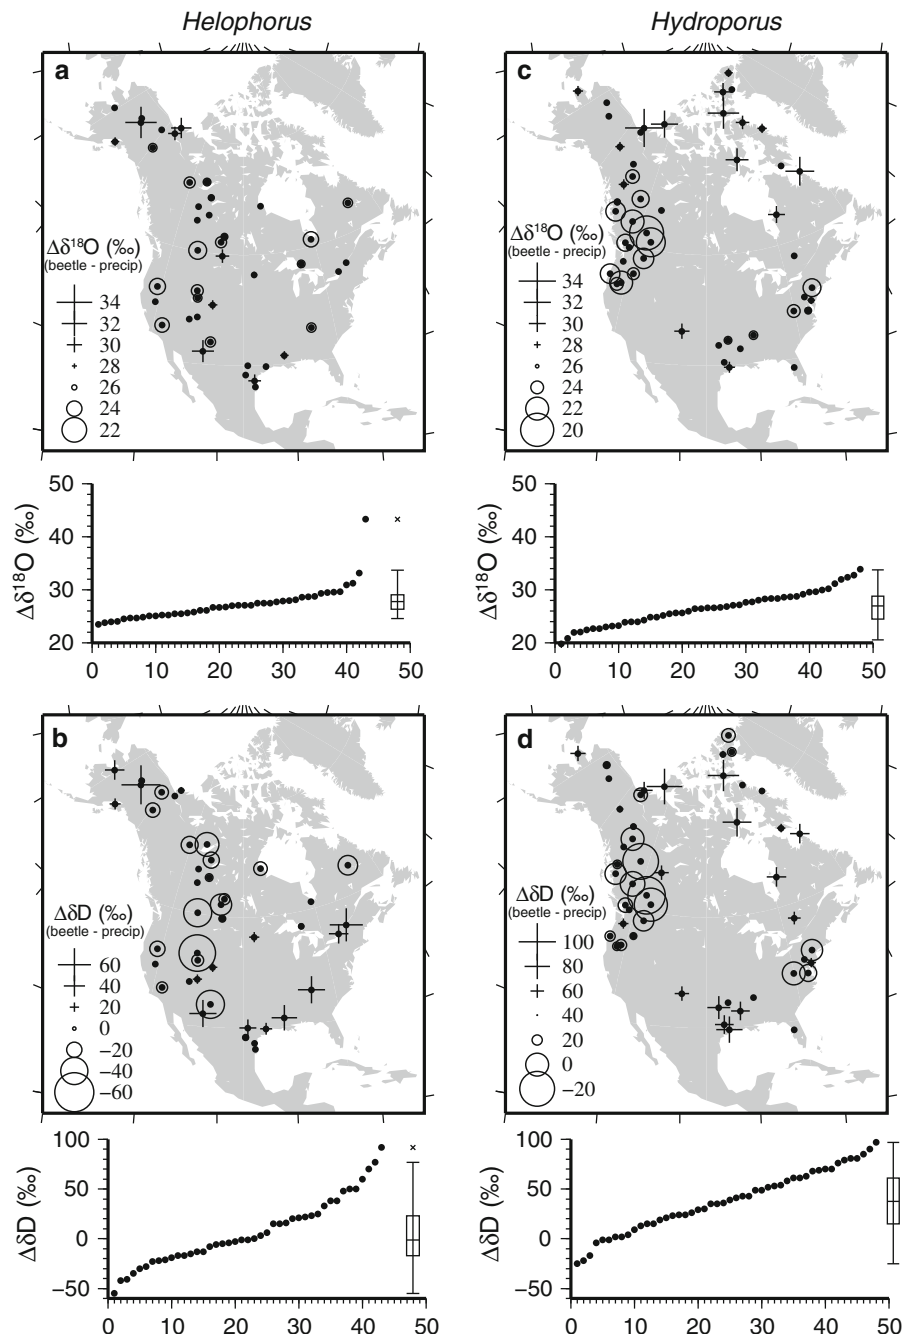 Helophorus
Hydroporus
a
Δδ¹⁸O (‰)
(beetle - precip)
34
32
30
28
26
24
22
c
Δδ¹⁸O (‰)
(beetle - precip)
34
32
30
28
26
24
22
20
50
40
30
20
Δδ¹⁸O (‰)
0 10 20 30 40 50
50
40
30
20
Δδ¹⁸O (‰)
0 10 20 30 40 50
b
ΔδD (‰)
(beetle - precip)
60
40
20
0
−20
−40
−60
d
ΔδD (‰)
(beetle - precip)
100
80
60
40
20
0
−20
100
50
0
−50
ΔδD (‰)
0 10 20 30 40 50
100
50
0
−50
ΔδD (‰)
0 10 20 30 40 50